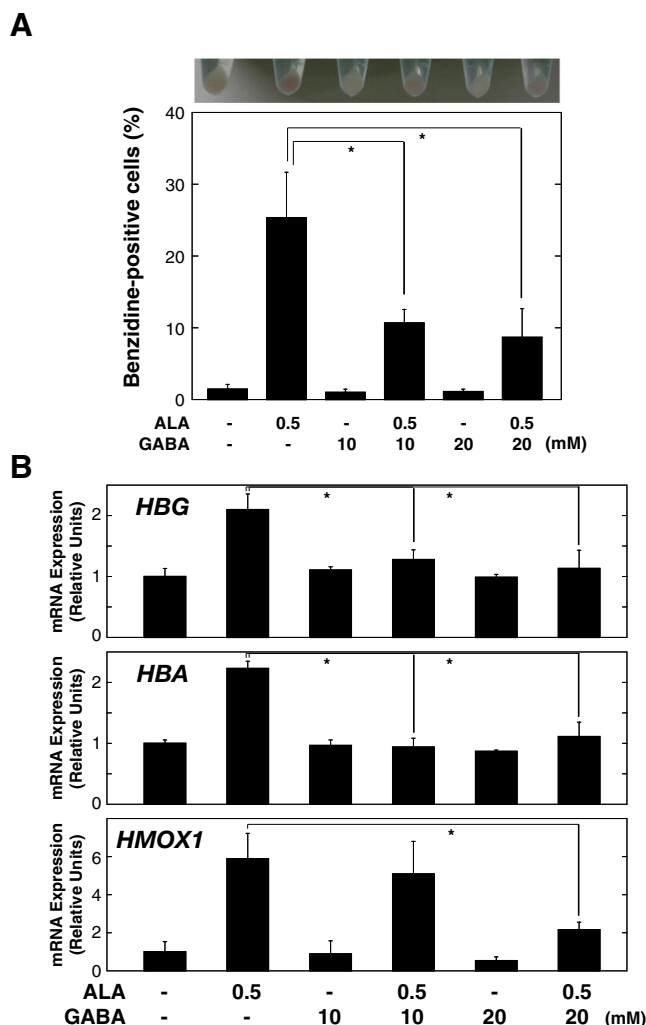 A
Benzidine-positive cells (%)
40
30
20
10
0
*
*
ALA - 0.5 - 0.5 - 0.5
GABA - - 10 10 20 20 (mM)
B
HBG
mRNA Expression
(Relative Units)
2
1
0
*
*
HBA
mRNA Expression
(Relative Units)
2
1
0
*
*
HMOX1
mRNA Expression
(Relative Units)
6
4
2
0
*
ALA - 0.5 - 0.5 - 0.5
GABA - - 10 10 20 20 (mM)